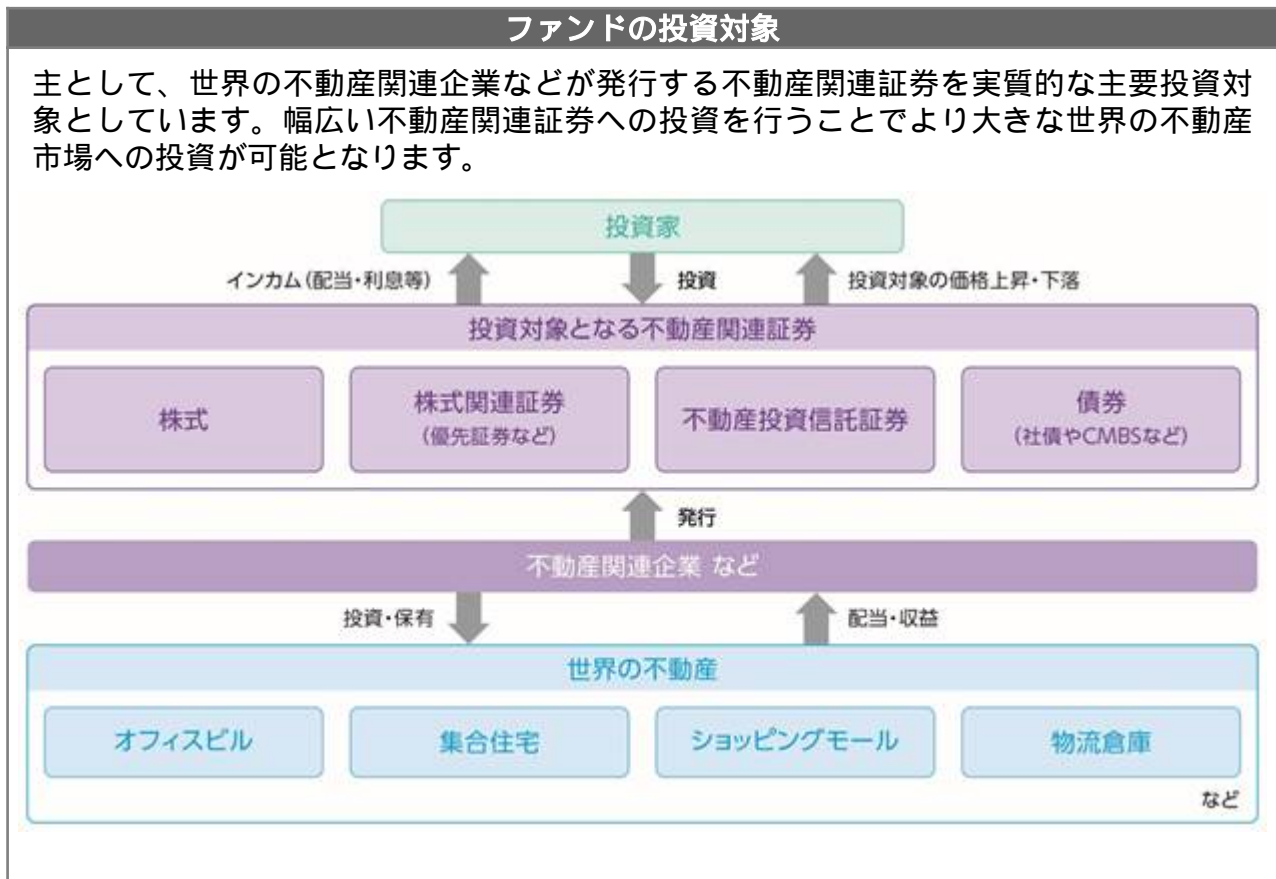 ファンドの投資対象
主として、世界の不動産関連企業などが発行する不動産関連証券を実質的な主要投資対
象としています。幅広い不動産関連証券への投資を行うことでより大きな世界の不動産
市場への投資が可能となります。
投資家
インカム(配当・利息等)
投資
投資対象の価格上昇・下落
投資対象となる不動産関連証券
株式
株式関連証券
(優先証券など)
不動産投資信託証券
債券
(社債やCMBSなど)
発行
不動産関連企業 など
投資・保有
配当・収益
世界の不動産
オフィスビル
集合住宅
ショッピングモール
物流倉庫
など